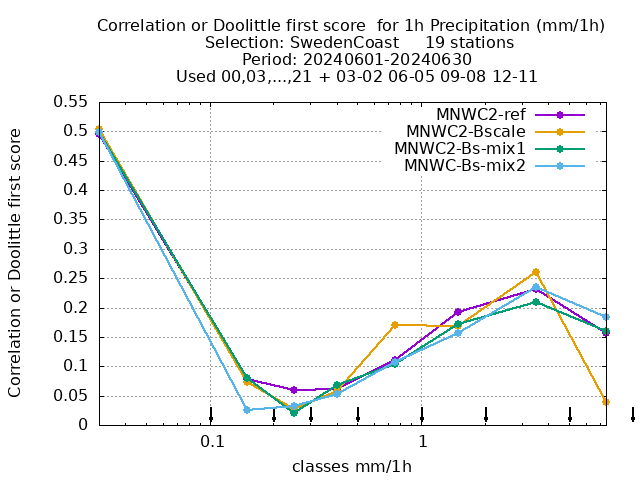 Correlation or Doolittle first score  for 1h Precipitation (mm/1h)
Selection: SwedenCoast     19 stations
Period: 20240601-20240630
Used 00,03,...,21 + 03-02 06-05 09-08 12-11
MNWC2-ref
MNWC2-Bscale
MNWC2-Bs-mix1
MNWC-Bs-mix2
0.55
0.5
0.45
0.4
0.35
0.3
0.25
0.2
0.15
0.1
0.05
0
Correlation or Doolittle first score
0.1
1
classes mm/1h